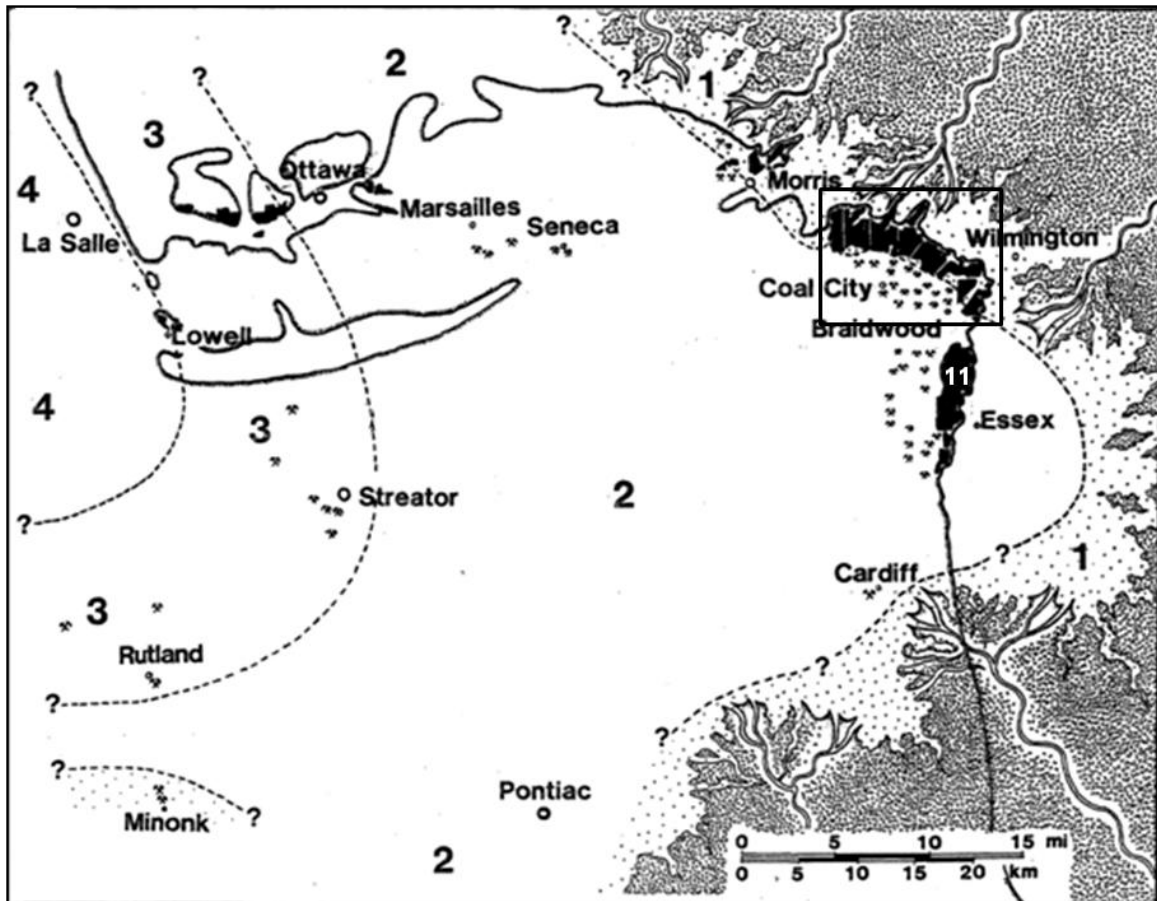 ?
?
2
?
?
1
3
Ottawa
Morris
4
Marsailles
La Salle
Seneca
Wilmington
Coal City
Lowell
Braidwood
11
4
3
Essex
Streator
2
?
?
1
Cardiff
3
Rutland
?
?
?
?
Pontiac
Minonk
?
2
0 5 10 15 mi
0 5 10 15 20 km